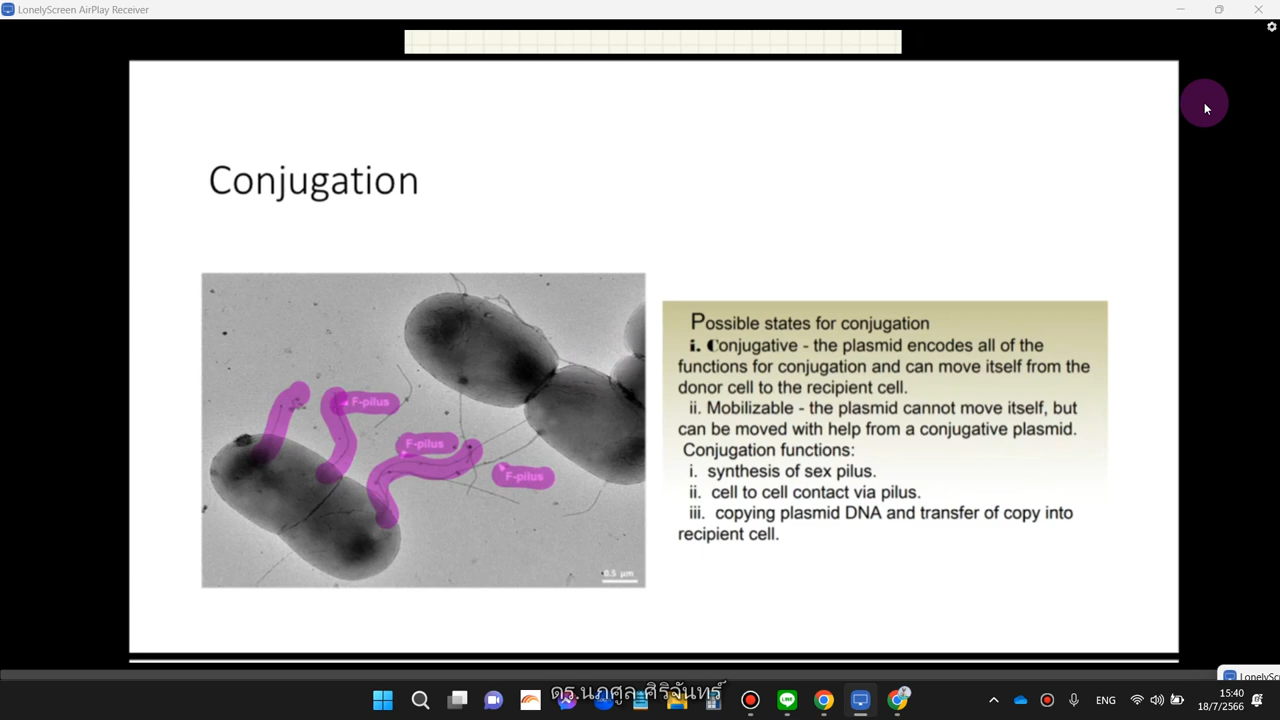 LonelyScreen AirPlay Receiver
Conjugation
F-pilus
F-pilus
F-pilus
0.5 µm
Possible states for conjugation
i. Conjugative - the plasmid encodes all of the
functions for conjugation and can move itself from the
donor cell to the recipient cell.
ii. Mobilizable - the plasmid cannot move itself, but
can be moved with help from a conjugative plasmid.
Conjugation functions:
i. synthesis of sex pilus.
ii. cell to cell contact via pilus.
iii. copying plasmid DNA and transfer of copy into
recipient cell.
LonelySc
ดร.นภศูล ศิริจันทร์
ENG
15:40
18/7/2566